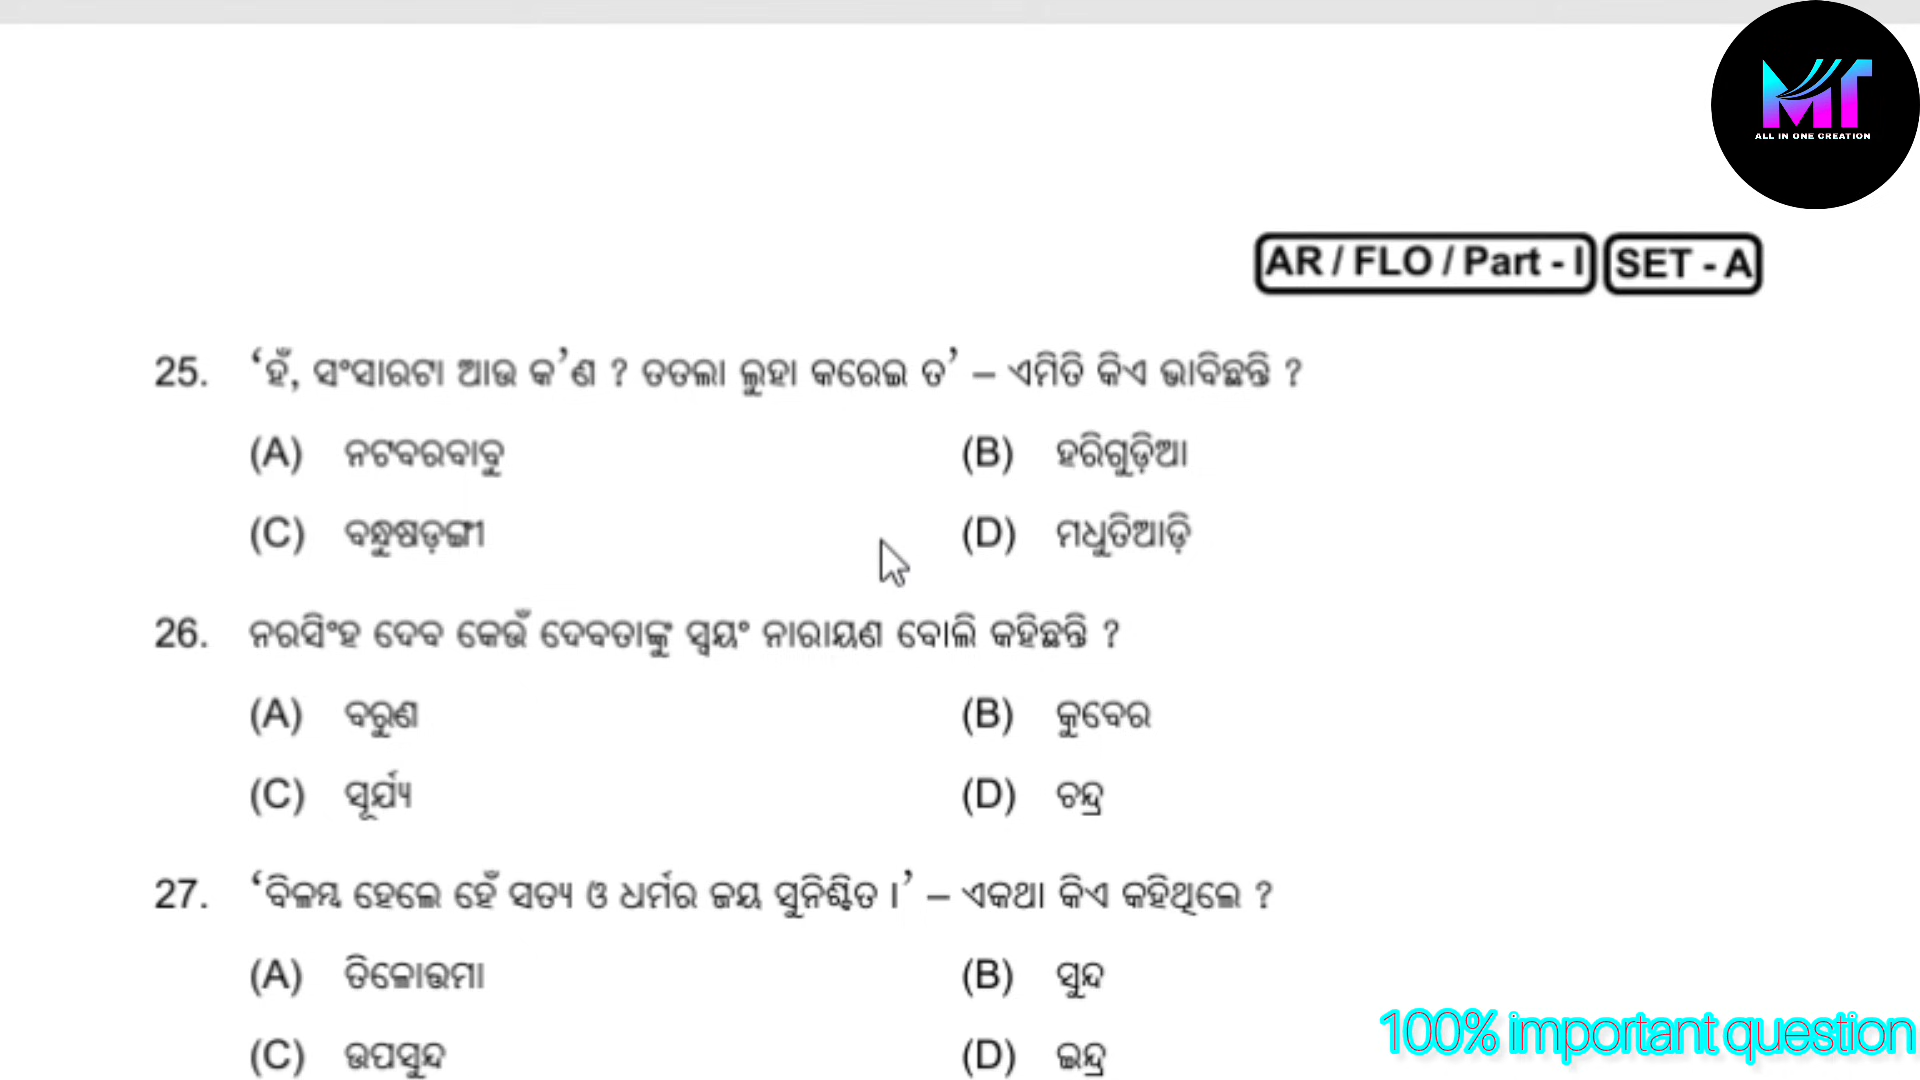 ALL IN ONE CREATION
AR / FLO / Part - I SET - A
25. ‘ହଁ, ସଂସାରଟା ଆଉ କ’ଣ ? ତତଲା ଲୁହା କରେଇ ତ’ – ଏମିତି କିଏ ଭାବିଛନ୍ତି ?
(A) ନଟବରବାବୁ (B) ହରିଗୁଡ଼ିଆ
(C) ବନ୍ଧୁଷଡ଼ଙ୍ଗୀ (D) ମଧୁତିଆଡ଼ି
26. ନରସିଂହ ଦେବ କେଉଁ ଦେବତାଙ୍କୁ ସ୍ୱୟଂ ନାରାୟଣ ବୋଲି କହିଛନ୍ତି ?
(A) ବରୁଣ (B) କୁବେର
(C) ସୂର୍ଯ୍ୟ (D) ଚନ୍ଦ୍ର
27. ‘ବିଳମ୍ବ ହେଲେ ହେଁ ସତ୍ୟ ଓ ଧର୍ମର ଜୟ ସୁନିଶ୍ଚିତ ।’ – ଏକଥା କିଏ କହିଥିଲେ ?
(A) ତିଳୋତ୍ତମା (B) ସୁନ୍ଦ
(C) ଉପସୁନ୍ଦ (D) ଇନ୍ଦ୍ର
100% important question